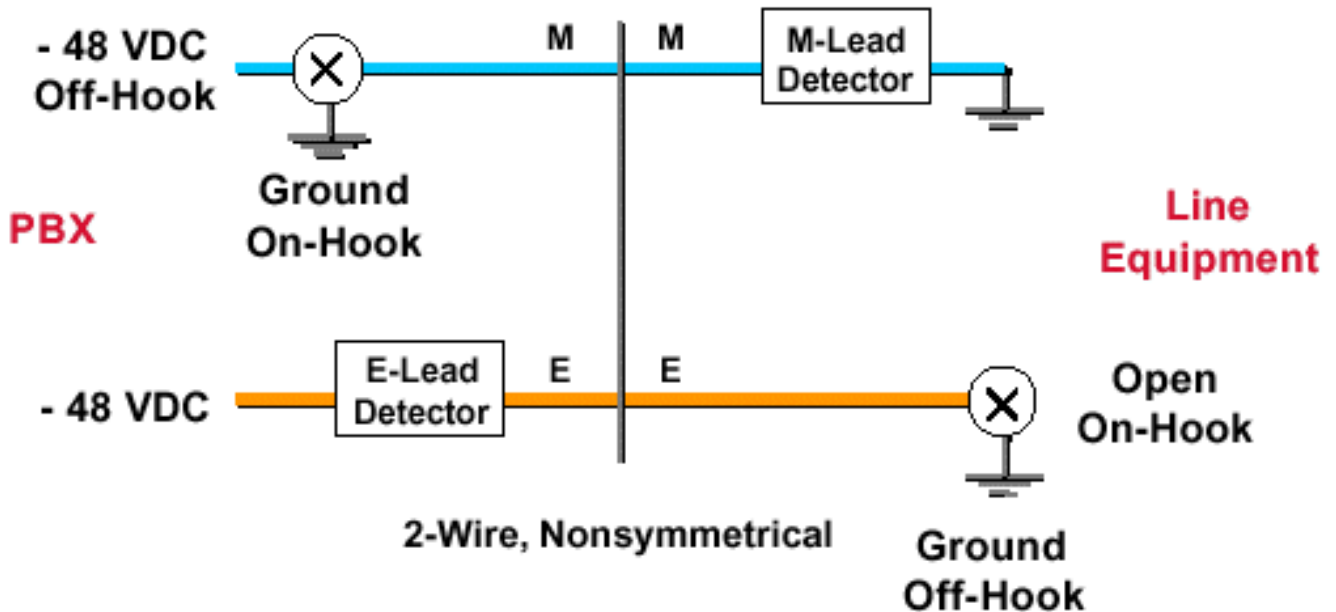 - 48 VDC
Off-Hook
M
M
M-Lead
Detector
Ground
On-Hook
PBX
Line
Equipment
- 48 VDC
E-Lead
Detector
E
E
Open
On-Hook
2-Wire, Nonsymmetrical
Ground
Off-Hook